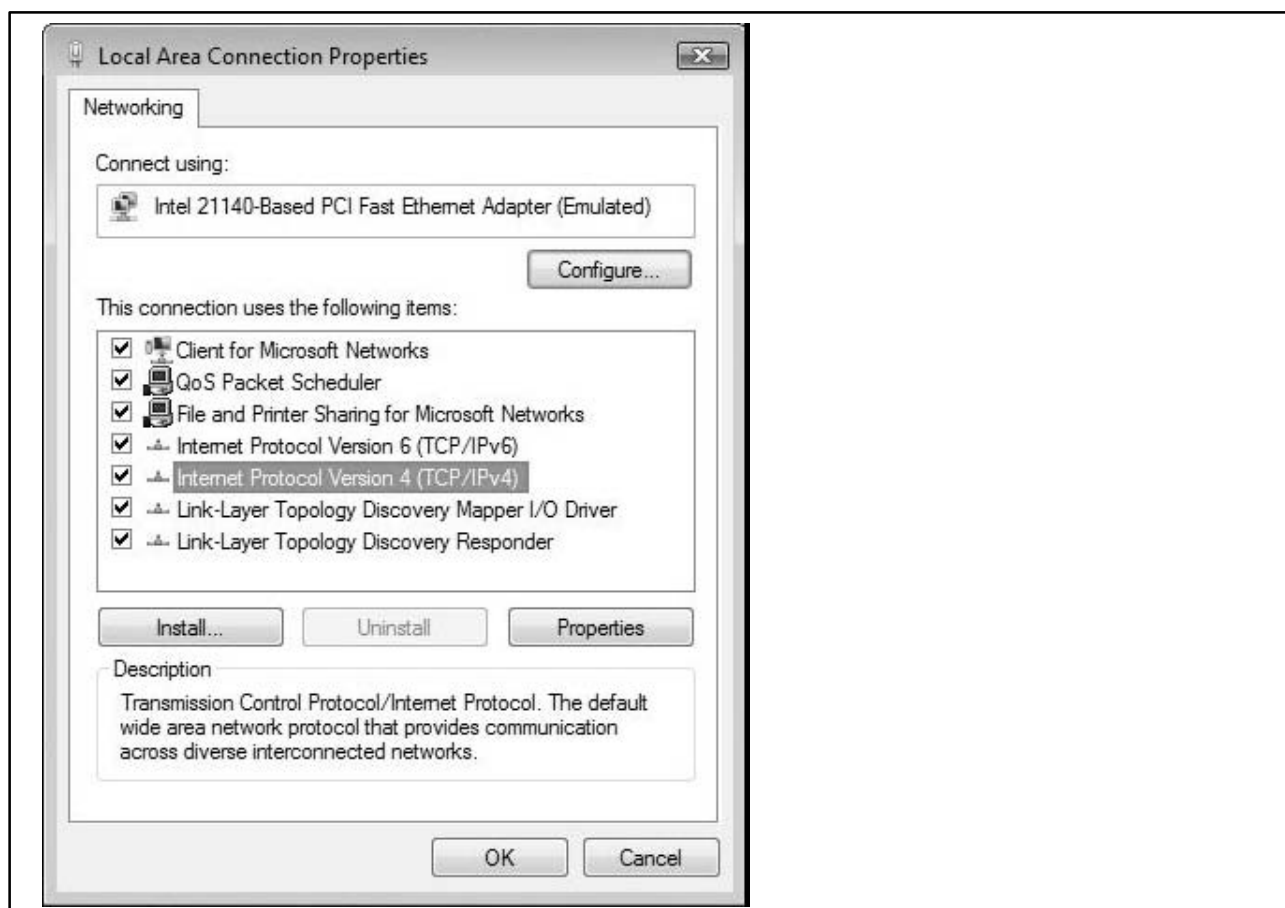 Local Area Connection Properties
Networking
Connect using:
Intel 21140-Based PCI Fast Ethernet Adapter (Emulated)
Configure...
This connection uses the following items:
Client for Microsoft Networks
QoS Packet Scheduler
File and Printer Sharing for Microsoft Networks
Internet Protocol Version 6 (TCP/IPv6)
Internet Protocol Version 4 (TCP/IPv4)
Link-Layer Topology Discovery Mapper I/O Driver
Link-Layer Topology Discovery Responder
Install... Uninstall Properties
Description
Transmission Control Protocol/Internet Protocol. The default
wide area network protocol that provides communication
across diverse interconnected networks.
OK Cancel